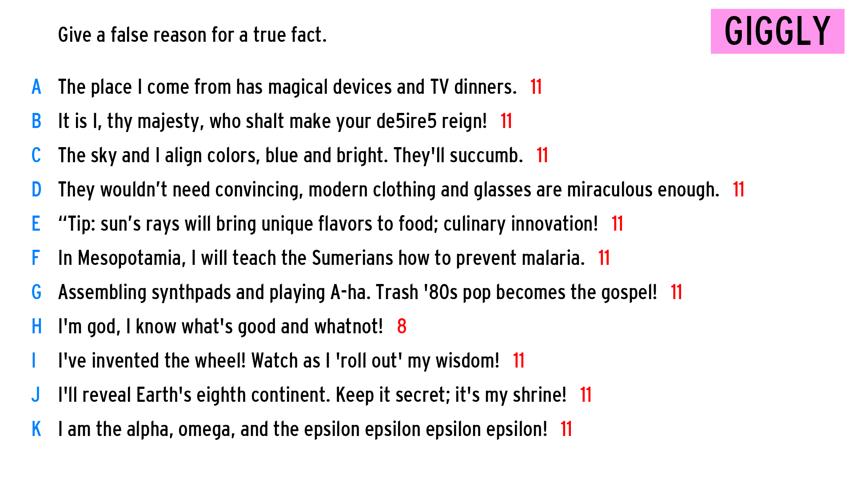 Give a false reason for a true fact.
GIGGLY
A The place I come from has magical devices and TV dinners. 11
B It is I, thy majesty, who shalt make your de5ire5 reign! 11
C The sky and I align colors, blue and bright. They'll succumb. 11
D They wouldn’t need convincing, modern clothing and glasses are miraculous enough. 11
E “Tip: sun’s rays will bring unique flavors to food; culinary innovation! 11
F In Mesopotamia, I will teach the Sumerians how to prevent malaria. 11
G Assembling synthpads and playing A-ha. Trash '80s pop becomes the gospel! 11
H I'm god, I know what's good and whatnot! 8
I I've invented the wheel! Watch as I 'roll out' my wisdom! 11
J I'll reveal Earth's eighth continent. Keep it secret; it's my shrine! 11
K I am the alpha, omega, and the epsilon epsilon epsilon epsilon! 11